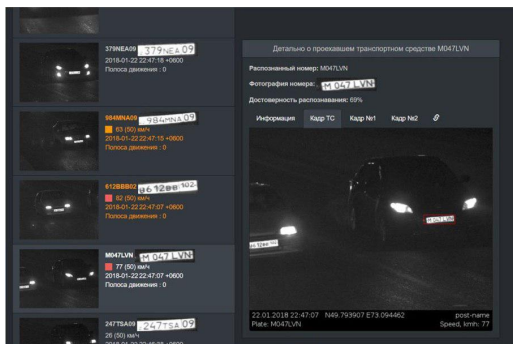 379NEA09 379NEA 09
2018-01-22 22:47:18 +0600
Полоса движения : 0
984MNA09 984MNA 09
63 (50) км/ч
2018-01-22 22:47:15 +0600
Полоса движения : 0
612BBB02 612BBB 02
62 (50) км/ч
2018-01-22 22:47:07 +0600
Полоса движения : 0
M047LVN M 047 LVN
77 (50) км/ч
2018-01-22 22:47:07 +0600
Полоса движения : 0
247TSA09 247TSA 09
26 (50) км/ч
Детально о проехавшем транспортном средстве M047LVN
Распознанный номер: M047LVN
Фотография номера: M 047 LVN
Достоверность распознавания: 69%
Информация Кадр ТС Кадр №1 Кадр №2
M 047 LVN
22.01.2018 22:47:07 N49.793907 E73.094462 post-name
Plate: M047LVN Speed, kmh: 77